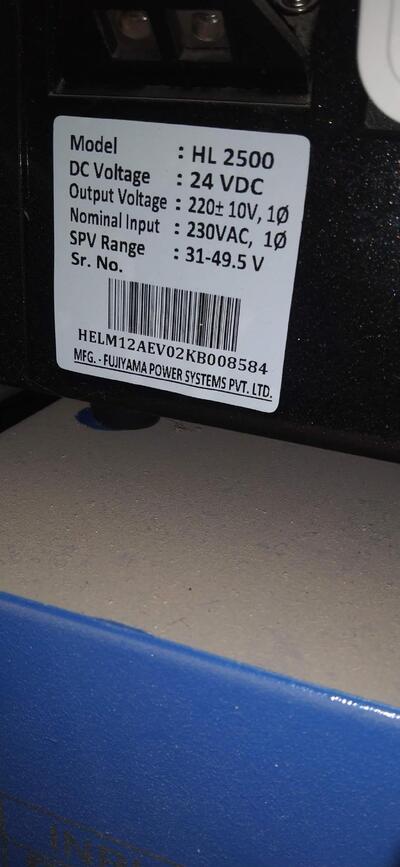 Model : HL 2500
DC Voltage : 24 VDC
Output Voltage : 220± 10V, 1Ø
Nominal Input : 230VAC, 1Ø
SPV Range : 31-49.5 V
Sr. No.
HELM12AEV02KB008584
MFG. - FUJIYAMA POWER SYSTEMS PVT. LTD.